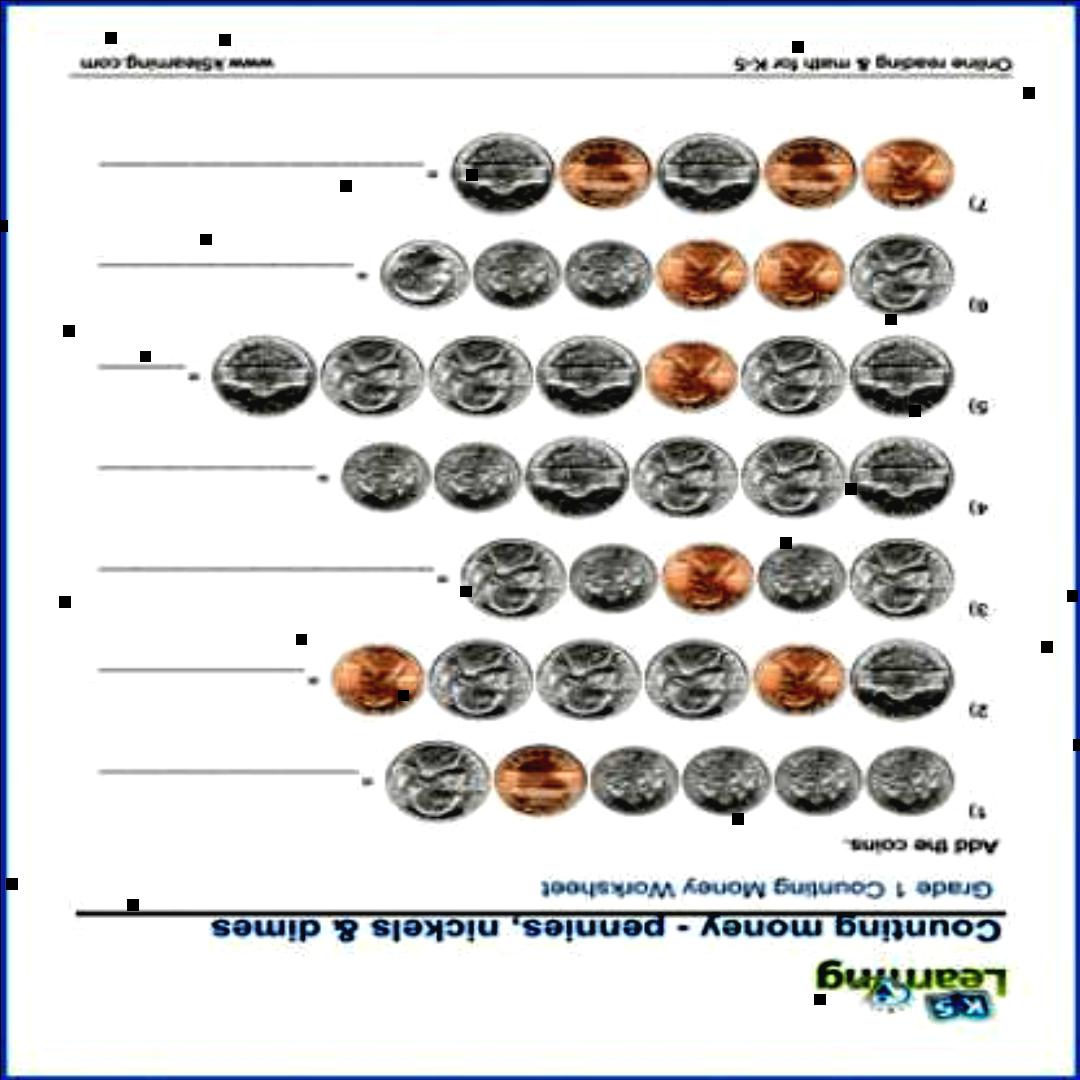 K5 Learning
Counting money - pennies, nickels & dimes
Grade 1 Counting Money Worksheet
Add the coins.
1) =
2) =
3) =
4) =
5) =
6) =
7) =
Online reading & math for K-5 www.k5learning.com